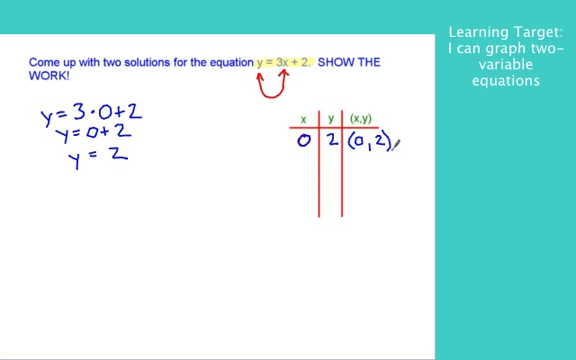 Learning Target:
I can graph two-
variable
equations
Come up with two solutions for the equation y = 3x + 2. SHOW THE
WORK!
y = 3 · 0 + 2
y = 0 + 2
y = 2
x y (x,y)
0 2 (0, 2)